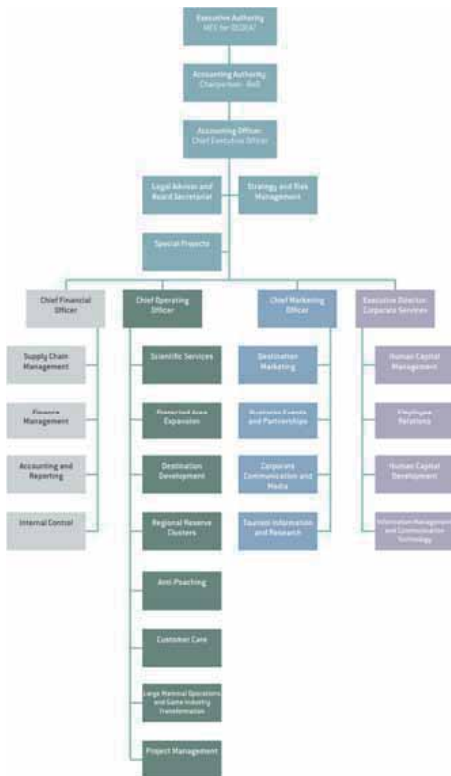 Executive Authority
MEC for DEDEAT
Accounting Authority
Chairperson - BoD
Accounting Officer
Chief Executive Officer
Legal Advisor and
Board Secretariat
Strategy and Risk
Management
Special Projects
Chief Financial
Officer
Chief Operating
Officer
Chief Marketing
Officer
Executive Director
Corporate Services
Supply Chain
Management
Scientific Services
Destination
Marketing
Human Capital
Management
Finance
Management
Protected Area
Expansion
Business Events
and Partnerships
Employee
Relations
Accounting and
Reporting
Destination
Development
Corporate
Communication and
Media
Human Capital
Development
Internal Control
Regional Reserve
Clusters
Tourism Information
and Research
Information Management
and Communication
Technology
Anti-Poaching
Customer Care
Large Mammal Operations
and Game Industry
Transformation
Project Management